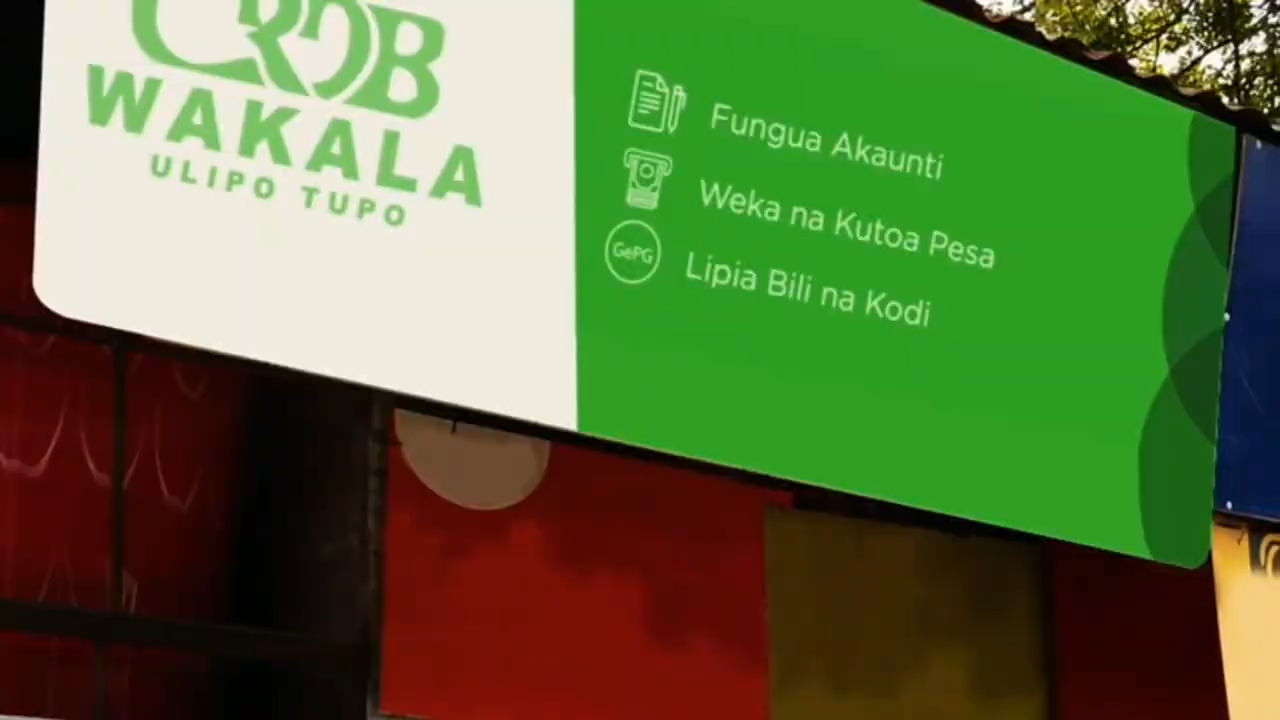 CRDB
WAKALA
ULIPO TUPO
Fungua Akaunti
Weka na Kutoa Pesa
GePG
Lipia Bili na Kodi